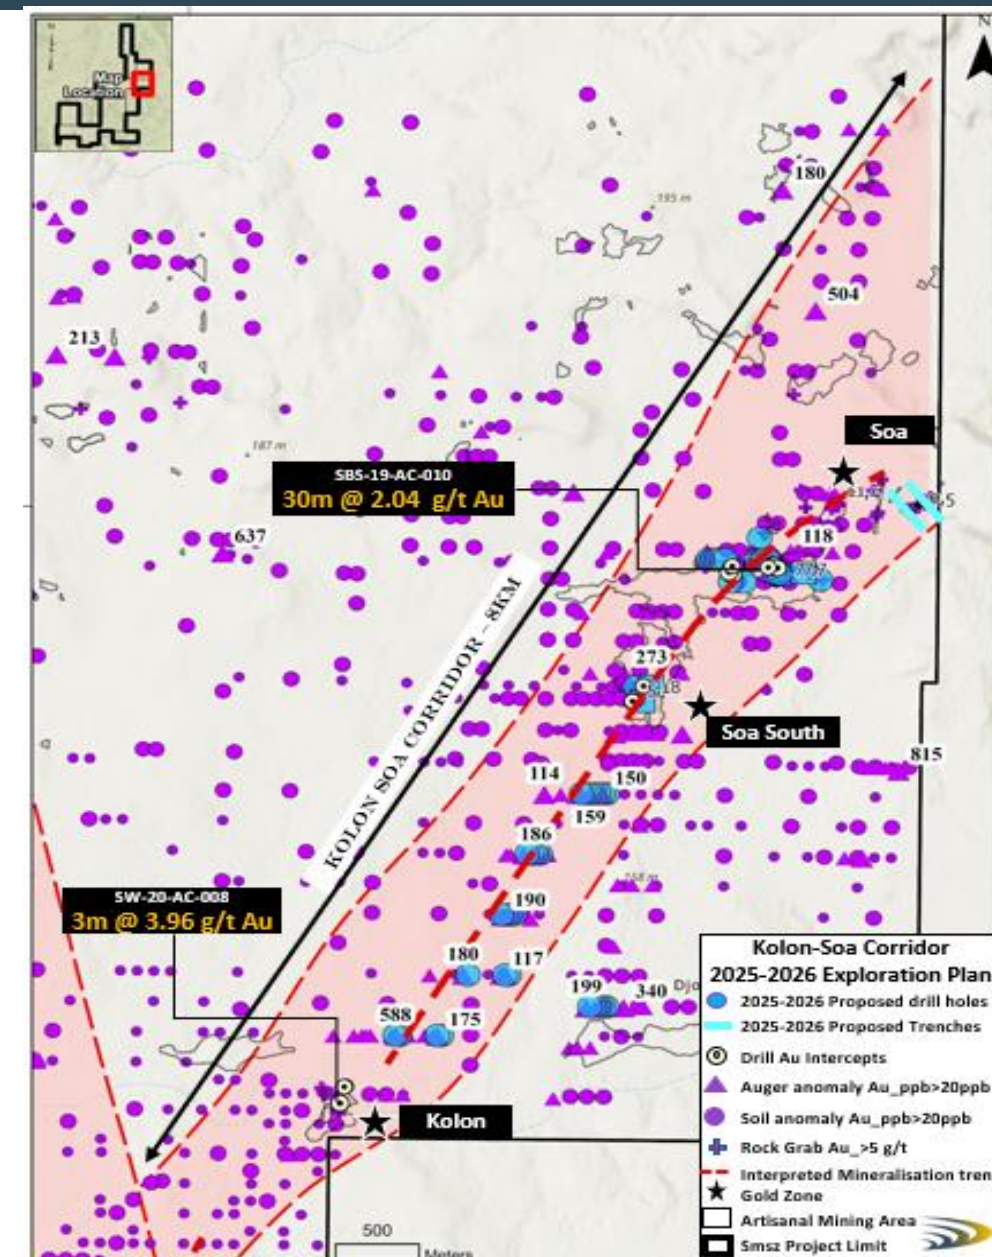 Map
Location
N
180
195 m
504
213
187 m
Soa
SBS-19-AC-010
30m @ 2.04 g/t Au
118
637
KOLON SOA CORRIDOR - 8KM
273
Soa South
815
114
150
159
186
158 m
SW-20-AC-008
3m @ 3.96 g/t Au
190
180
117
199
340
Djo
588
175
Kolon
Kolon-Soa Corridor
2025-2026 Exploration Plan
2025-2026 Proposed drill holes
2025-2026 Proposed Trenches
Drill Au Intercepts
Auger anomaly Au_ppb>20ppb
Soil anomaly Au_ppb>20ppb
Rock Grab Au_>5 g/t
Interpreted Mineralisation tren
Gold Zone
Artisanal Mining Area
Smsz Project Limit
500
Meters